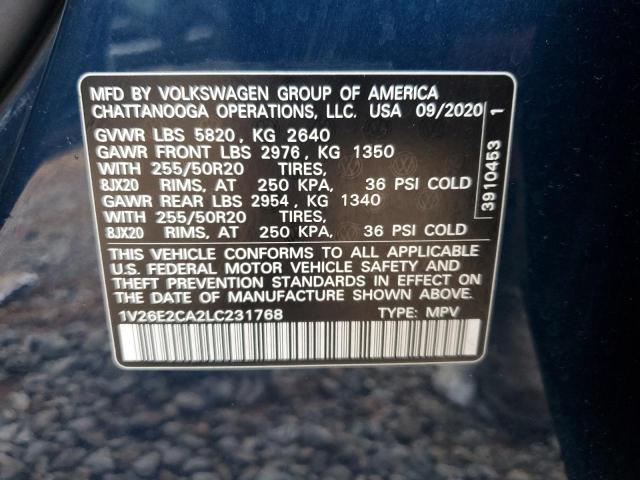 MFD BY VOLKSWAGEN GROUP OF AMERICA
CHATTANOOGA OPERATIONS, LLC. USA 09/2020
GVWR LBS 5820, KG 2640
GAWR FRONT LBS 2976, KG 1350
WITH 255/50R20 TIRES,
8JX20 RIMS, AT 250 KPA, 36 PSI COLD
GAWR REAR LBS 2954, KG 1340
WITH 255/50R20 TIRES,
8JX20 RIMS, AT 250 KPA, 36 PSI COLD
THIS VEHICLE CONFORMS TO ALL APPLICABLE
U.S. FEDERAL MOTOR VEHICLE SAFETY AND
THEFT PREVENTION STANDARDS IN EFFECT ON
THE DATE OF MANUFACTURE SHOWN ABOVE.
1V26E2CA2LC231768 TYPE: MPV
3910453 1